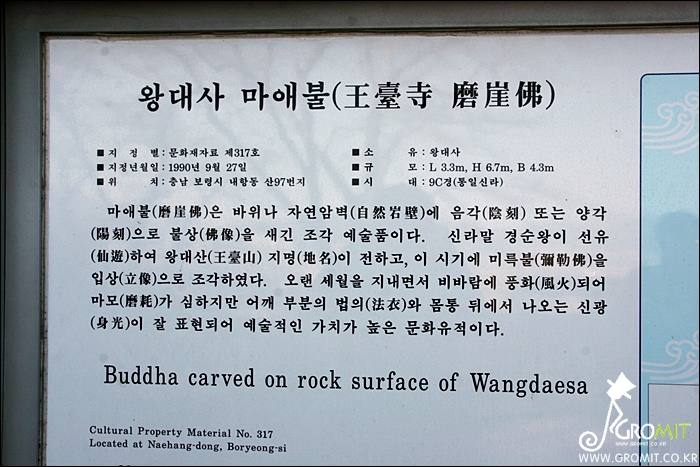 왕대사 마애불(王臺寺 磨崖佛)
■ 지 정 별 : 문화재자료 제317호
■ 소 유 : 왕대사
■ 지정년월일 : 1990년 9월 27일
■ 규 모 : L 3.3m, H 6.7m, B 4.3m
■ 위 치 : 충남 보령시 내항동 산97번지
■ 시 대 : 9C경(통일신라)
마애불(磨崖佛)은 바위나 자연암벽(自然岩壁)에 음각(陰刻) 또는 양각
(陽刻)으로 불상(佛像)을 새긴 조각 예술품이다. 신라말 경순왕이 선유
(仙遊)하여 왕대산(王臺山) 지명(地名)이 전하고, 이 시기에 미륵불(彌勒佛)을
입상(立像)으로 조각하였다. 오랜 세월을 지내면서 비바람에 풍화(風火)되어
마모(磨耗)가 심하지만 어깨 부분의 법의(法衣)와 몸통 뒤에서 나오는 신광
(身光)이 잘 표현되어 예술적인 가치가 높은 문화유적이다.
Buddha carved on rock surface of Wangdaesa
Cultural Property Material No. 317
Located at Naehang-dong, Boryeong-si
GROMIT
WWW.GROMIT.CO.KR